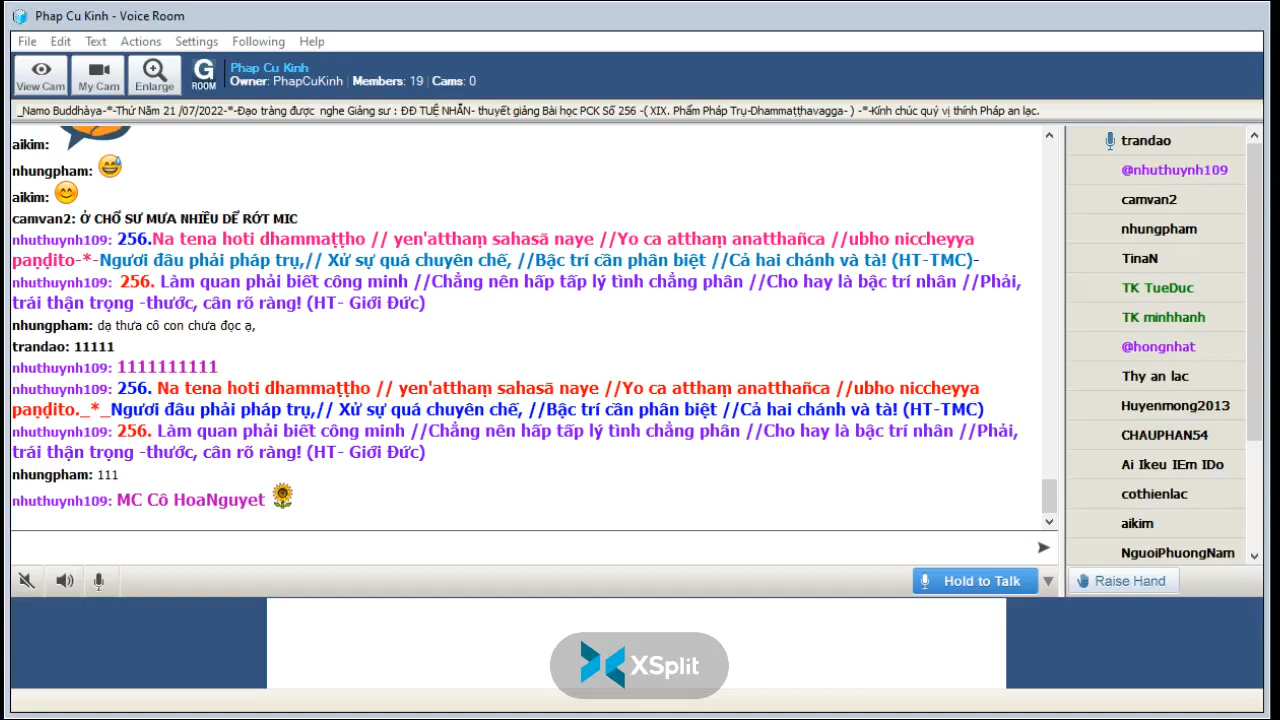 Phap Cu Kinh - Voice Room
File Edit Text Actions Settings Following Help
View Cam My Cam Enlarge G ROOM
Phap Cu Kinh
Owner: PhapCuKinh Members: 19 Cams: 0
_Namo Buddhàya-*-Thứ Năm 21 /07/2022-*-Đạo tràng được nghe Giảng sư : ĐĐ TUỆ NHẪN- thuyết giảng Bài học PCK Số 256 -( XIX. Phẩm Pháp Trụ-Dhammaṭṭhavagga- ) -*-Kính chúc quý vị thính Pháp an lạc.
aikim:
nhungpham:
aikim:
camvan2: Ở CHỔ SƯ MƯA NHIỀU DỂ RỚT MIC
nhuthuynh109: 256.Na tena hoti dhammaṭṭho // yen'atthaṃ sahasā naye //Yo ca atthaṃ anatthañca //ubho niccheyya
paṇḍito-*-Ngươi đâu phải pháp trụ,// Xử sự quá chuyên chế, //Bậc trí cần phân biệt //Cả hai chánh và tà! (HT-TMC)-
nhuthuynh109: 256. Làm quan phải biết công minh //Chẳng nên hấp tấp lý tình chẳng phân //Cho hay là bậc trí nhân //Phải,
trái thận trọng -thước, cân rõ ràng! (HT- Giới Đức)
nhungpham: dạ thưa cô con chưa đọc ạ,
trandao: 11111
nhuthuynh109: 1111111111
nhuthuynh109: 256. Na tena hoti dhammaṭṭho // yen'atthaṃ sahasā naye //Yo ca atthaṃ anatthañca //ubho niccheyya
paṇḍito._*_Ngươi đâu phải pháp trụ,// Xử sự quá chuyên chế, //Bậc trí cần phân biệt //Cả hai chánh và tà! (HT-TMC)
nhuthuynh109: 256. Làm quan phải biết công minh //Chẳng nên hấp tấp lý tình chẳng phân //Cho hay là bậc trí nhân //Phải,
trái thận trọng -thước, cân rõ ràng! (HT- Giới Đức)
nhungpham: 111
nhuthuynh109: MC Cô HoaNguyet
Hold to Talk
trandao
@nhuthuynh109
camvan2
nhungpham
TinaN
TK TueDuc
TK minhhanh
@hongnhat
Thy an lac
Huyenmong2013
CHAUPHAN54
Ai Ikeu IEm IDo
cothienlac
aikim
NguoiPhuongNam
Raise Hand
XSplit